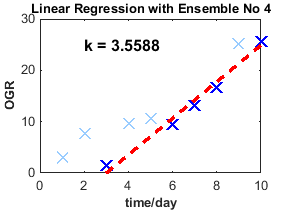 Linear Regression with Ensemble No 4
k = 3.5588
OGR
30
20
10
0
0 2 4 6 8 10
time/day